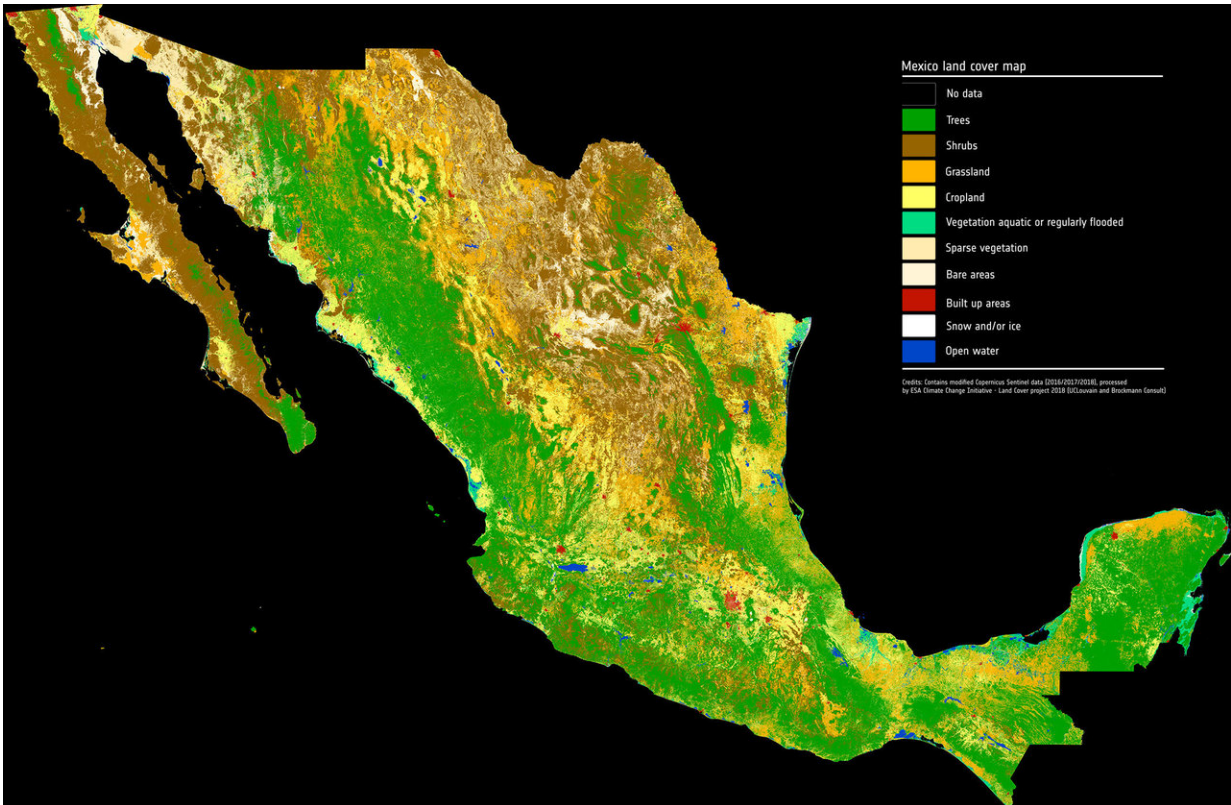 Mexico land cover map
No data
Trees
Shrubs
Grassland
Cropland
Vegetation aquatic or regularly flooded
Sparse vegetation
Bare areas
Built up areas
Snow and/or ice
Open water
Credits: Contains modified Copernicus Sentinel data (2016/2017/2018), processed
by ESA Climate Change Initiative - Land Cover project 2018 (UCLouvain and Brockmann Consult)